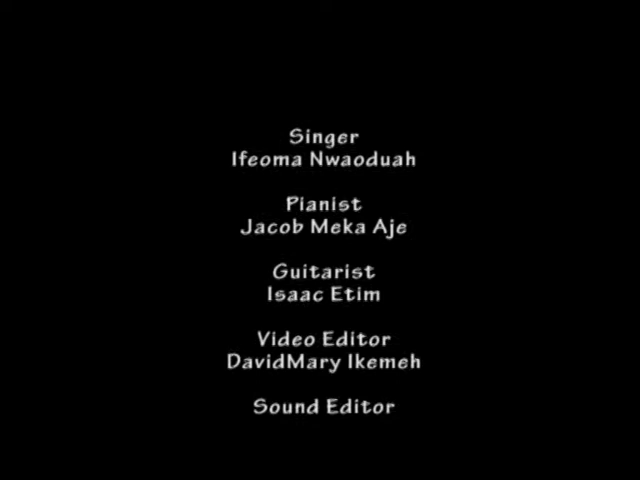 Singer
Ifeoma Nwaoduah
Pianist
Jacob Meka Aje
Guitarist
Isaac Etim
Video Editor
DavidMary Ikemeh
Sound Editor